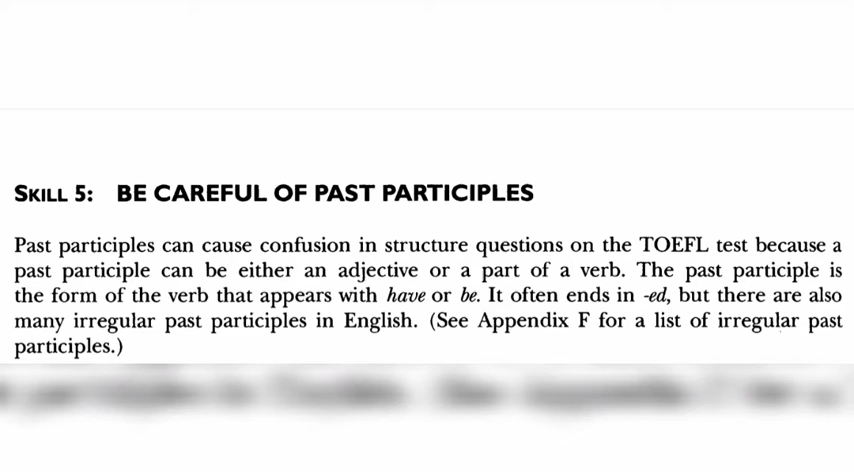 SKILL 5: BE CAREFUL OF PAST PARTICIPLES
Past participles can cause confusion in structure questions on the TOEFL test because a
past participle can be either an adjective or a part of a verb. The past participle is
the form of the verb that appears with have or be. It often ends in -ed, but there are also
many irregular past participles in English. (See Appendix F for a list of irregular past
participles.)